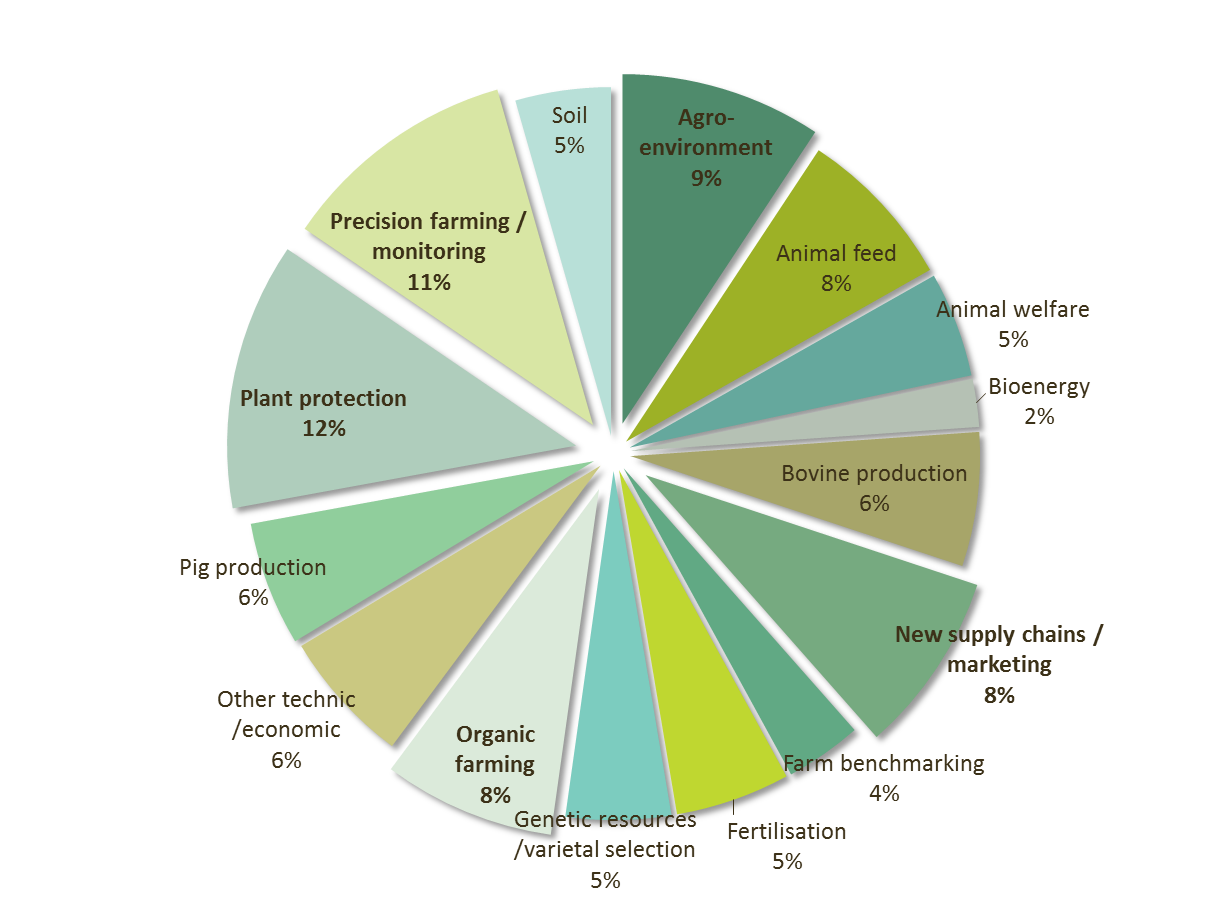 Soil
5%
Agro-
environment
9%
Animal feed
8%
Animal welfare
5%
Bioenergy
2%
Bovine production
6%
New supply chains /
marketing
8%
Farm benchmarking
4%
Fertilisation
5%
Genetic resources
/varietal selection
5%
Organic
farming
8%
Other technic
/economic
6%
Pig production
6%
Plant protection
12%
Precision farming /
monitoring
11%